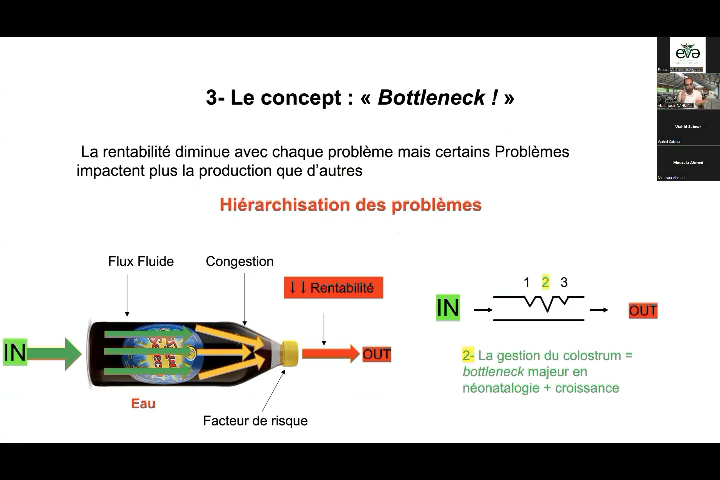 eva
3- Le concept : « Bottleneck ! »
La rentabilité diminue avec chaque problème mais certains Problèmes
impactent plus la production que d'autres
Hiérarchisation des problèmes
Flux Fluide
Congestion
↓↓ Rentabilité
IN
OUT
Eau
Facteur de risque
1 2 3
IN
OUT
2- La gestion du colostrum =
bottleneck majeur en
néonatalogie + croissance